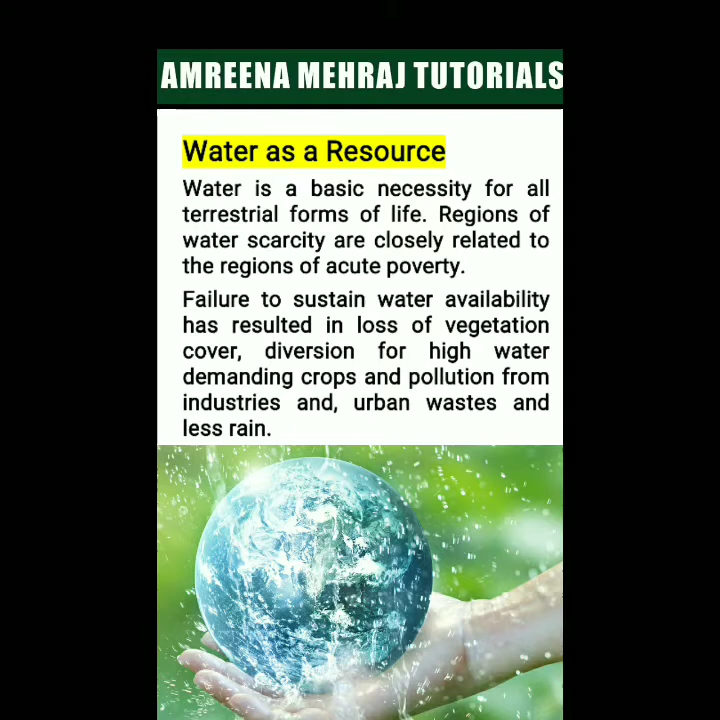 AMREENA MEHRAJ TUTORIALS
Water as a Resource
Water is a basic necessity for all
terrestrial forms of life. Regions of
water scarcity are closely related to
the regions of acute poverty.
Failure to sustain water availability
has resulted in loss of vegetation
cover, diversion for high water
demanding crops and pollution from
industries and, urban wastes and
less rain.